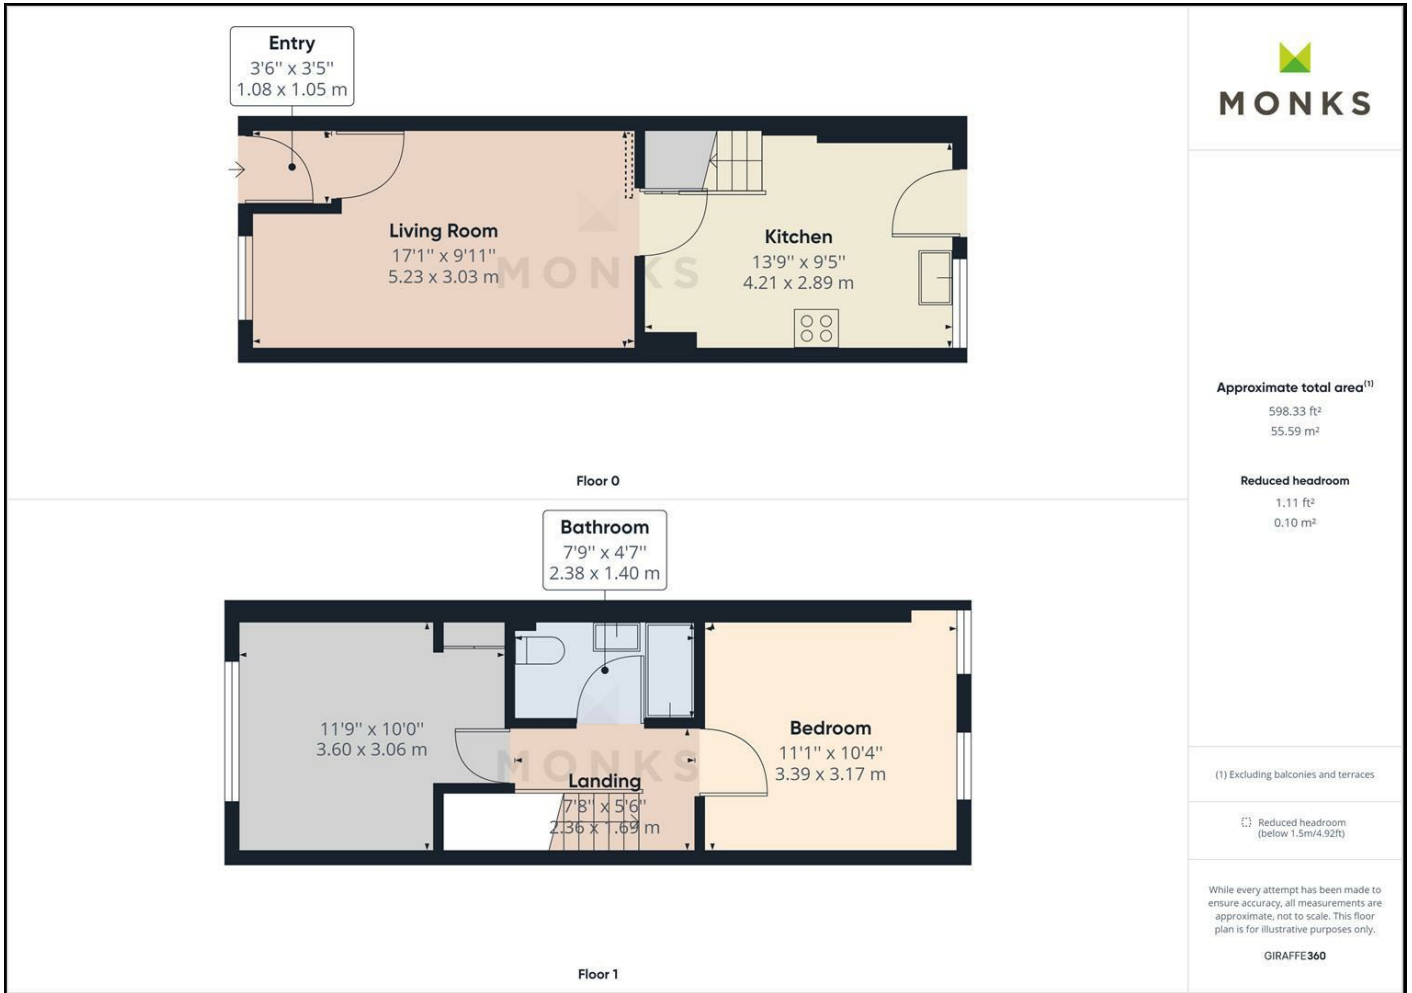 Entry
3'6'' x 3'5''
1.08 x 1.05 m
Living Room
17'1'' x 9'11''
5.23 x 3.03 m
Kitchen
13'9'' x 9'5''
4.21 x 2.89 m
MONKS
Floor 0
Bathroom
7'9'' x 4'7''
2.38 x 1.40 m
11'9'' x 10'0''
3.60 x 3.06 m
Landing
7'8'' x 5'6''
2.36 x 1.69 m
Bedroom
11'1'' x 10'4''
3.39 x 3.17 m
MONKS
Floor 1
MONKS
Approximate total area(1)
598.33 ft²
55.59 m²
Reduced headroom
1.11 ft²
0.10 m²
(1) Excluding balconies and terraces
Reduced headroom
(below 1.5m/4.92ft)
While every attempt has been made to
ensure accuracy, all measurements are
approximate, not to scale. This floor
plan is for illustrative purposes only.
GIRAFFE360